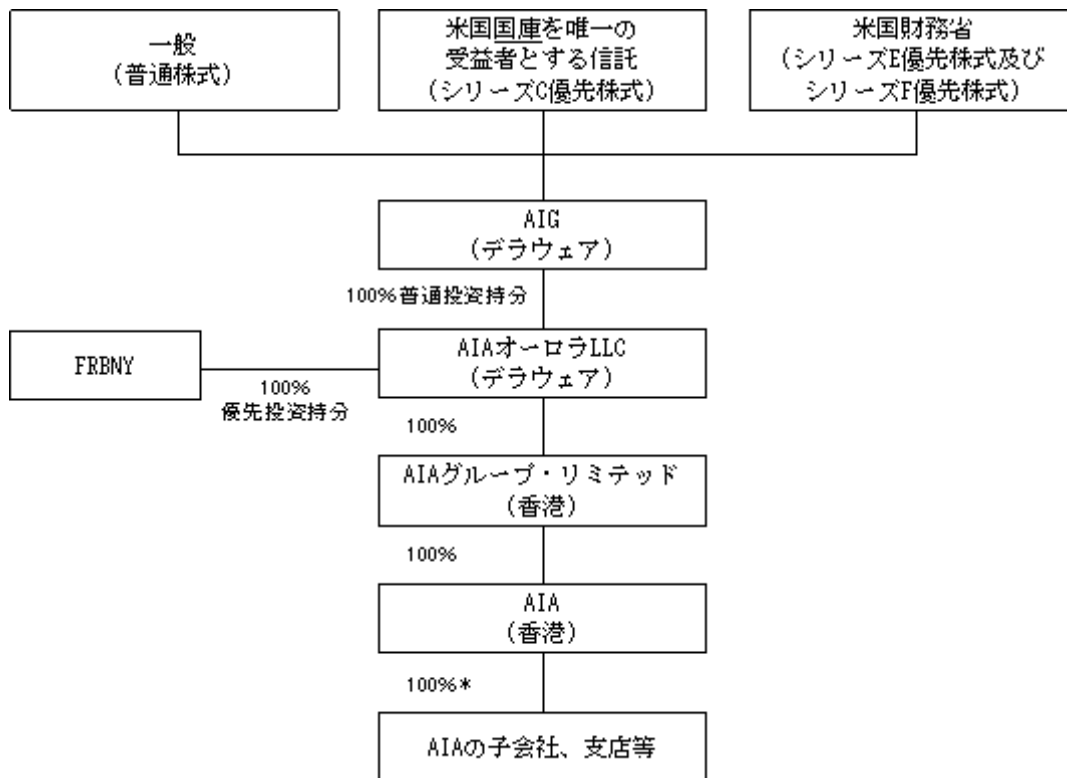 一般
(普通株式)
米国国庫を唯一の
受益者とする信託
(シリーズC優先株式)
米国財務省
(シリーズE優先株式及び
シリーズF優先株式)
AIG
(デラウェア)
100%普通投資持分
FRBNY
100%
優先投資持分
AIAオーロラLLC
(デラウェア)
100%
AIAグループ・リミテッド
(香港)
100%
AIA
(香港)
100%*
AIAの子会社、支店等